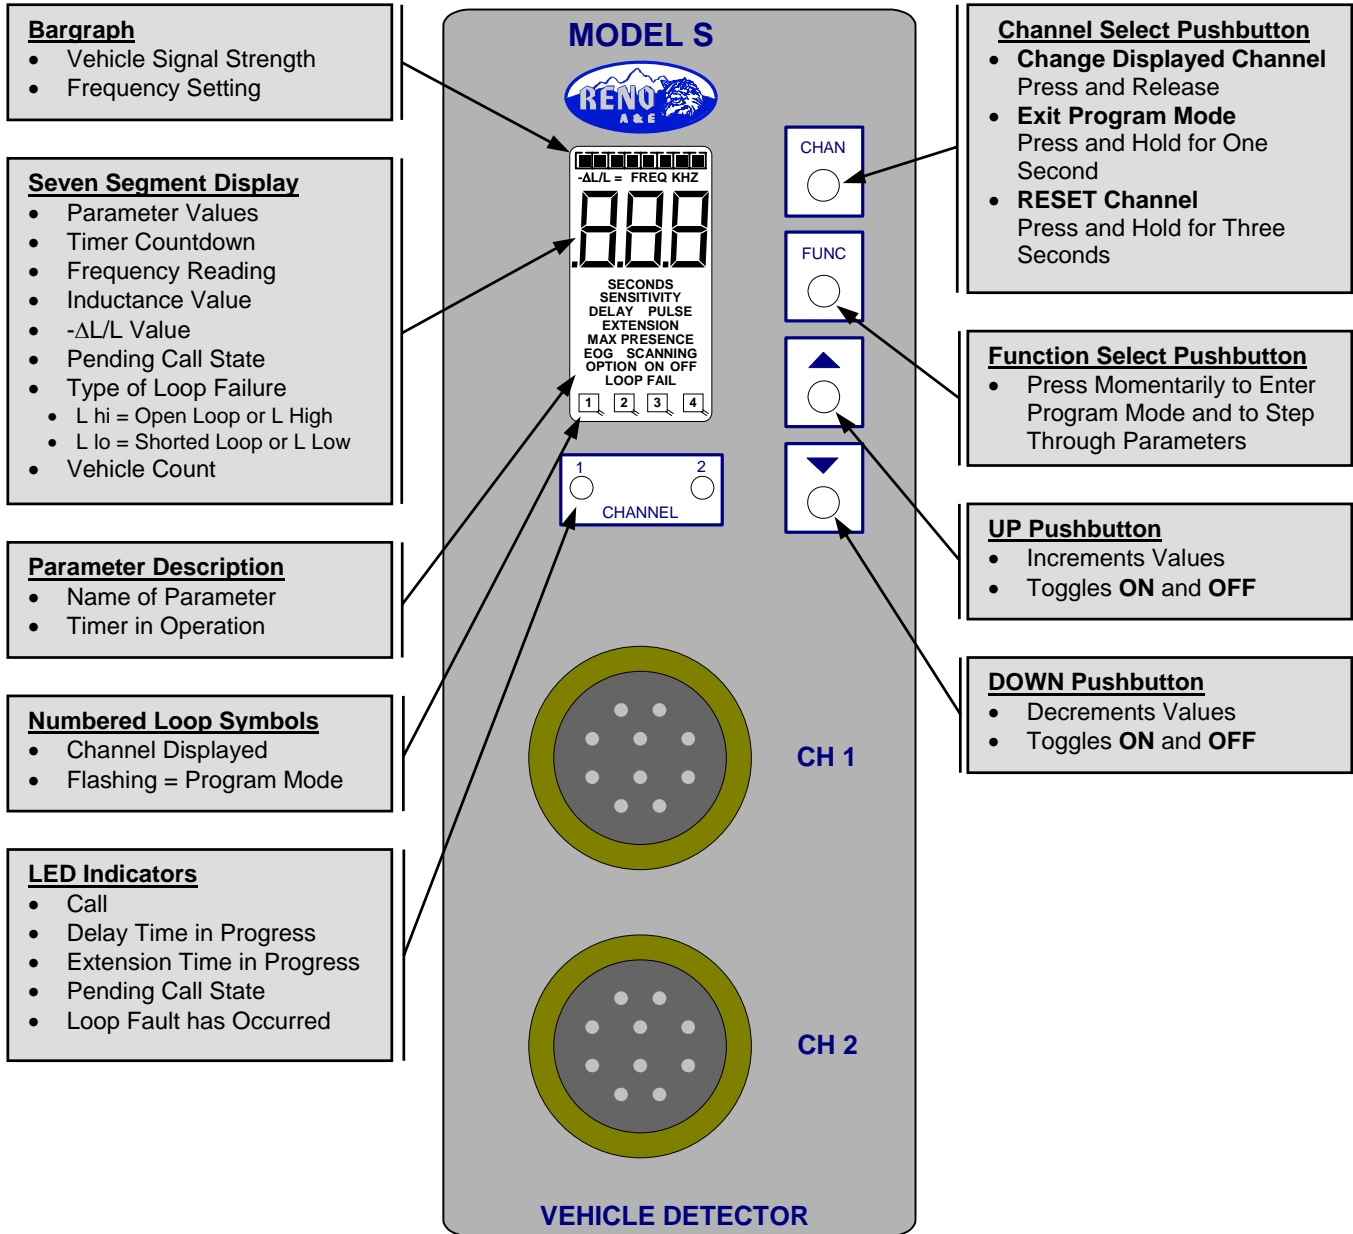 Bargraph
• Vehicle Signal Strength
• Frequency Setting
Seven Segment Display
• Parameter Values
• Timer Countdown
• Frequency Reading
• Inductance Value
• -ΔL/L Value
• Pending Call State
• Type of Loop Failure
• L hi = Open Loop or L High
• L lo = Shorted Loop or L Low
• Vehicle Count
Parameter Description
• Name of Parameter
• Timer in Operation
Numbered Loop Symbols
• Channel Displayed
• Flashing = Program Mode
LED Indicators
• Call
• Delay Time in Progress
• Extension Time in Progress
• Pending Call State
• Loop Fault has Occurred
MODEL S
RENO
A & E
-ΔL/L = FREQ KHZ
.8.8.8
SECONDS
SENSITIVITY
DELAY PULSE
EXTENSION
MAX PRESENCE
EOG SCANNING
OPTION ON OFF
LOOP FAIL
1 2 3 4
1 2
CHANNEL
CHAN
FUNC
CH 1
CH 2
VEHICLE DETECTOR
Channel Select Pushbutton
• Change Displayed Channel
Press and Release
• Exit Program Mode
Press and Hold for One
Second
• RESET Channel
Press and Hold for Three
Seconds
Function Select Pushbutton
• Press Momentarily to Enter
Program Mode and to Step
Through Parameters
UP Pushbutton
• Increments Values
• Toggles ON and OFF
DOWN Pushbutton
• Decrements Values
• Toggles ON and OFF